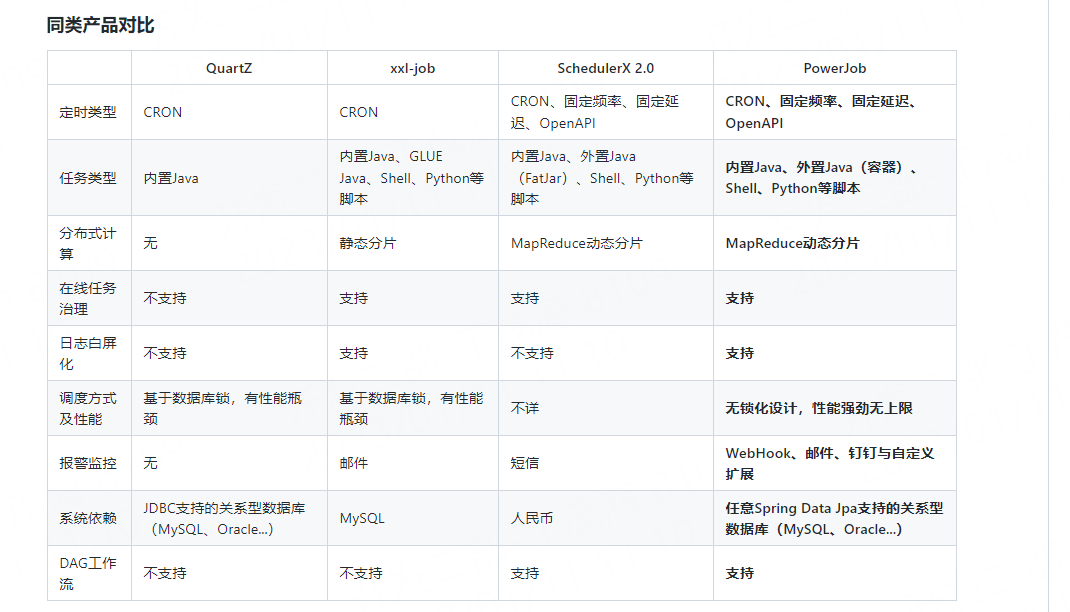 同类产品对比
QuartZ xxl-job SchedulerX 2.0 PowerJob
定时类型 CRON CRON CRON、固定频率、固定延 CRON、固定频率、固定延迟、
迟、OpenAPI OpenAPI
任务类型 内置Java 内置Java、GLUE 内置Java、外置Java 内置Java、外置Java（容器）、
Java、Shell、Python等 （FatJar）、Shell、Python等 Shell、Python等脚本
脚本 脚本
分布式计 无 静态分片 MapReduce动态分片 MapReduce动态分片
算
在线任务 不支持 支持 支持 支持
治理
日志白屏 不支持 支持 不支持 支持
化
调度方式 基于数据库锁，有性能瓶 基于数据库锁，有性能 不详 无锁化设计，性能强劲无上限
及性能 颈 瓶颈
报警监控 无 邮件 短信 WebHook、邮件、钉钉与自定义
扩展
系统依赖 JDBC支持的关系型数据库 MySQL 人民币 任意Spring Data Jpa支持的关系型
（MySQL、Oracle...） 数据库（MySQL、Oracle...）
DAG工作 不支持 不支持 支持 支持
流